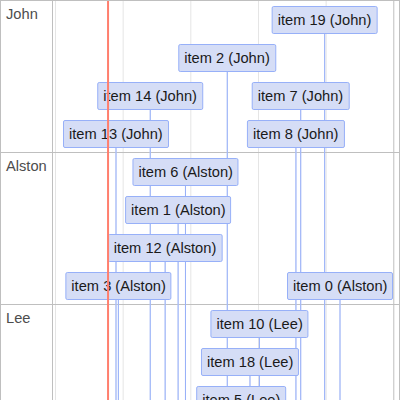 John
item 19 (John)
item 2 (John)
item 14 (John)
item 7 (John)
item 13 (John)
item 8 (John)
Alston
item 6 (Alston)
item 1 (Alston)
item 12 (Alston)
item 3 (Alston)
item 0 (Alston)
Lee
item 10 (Lee)
item 18 (Lee)
item 5 (Lee)